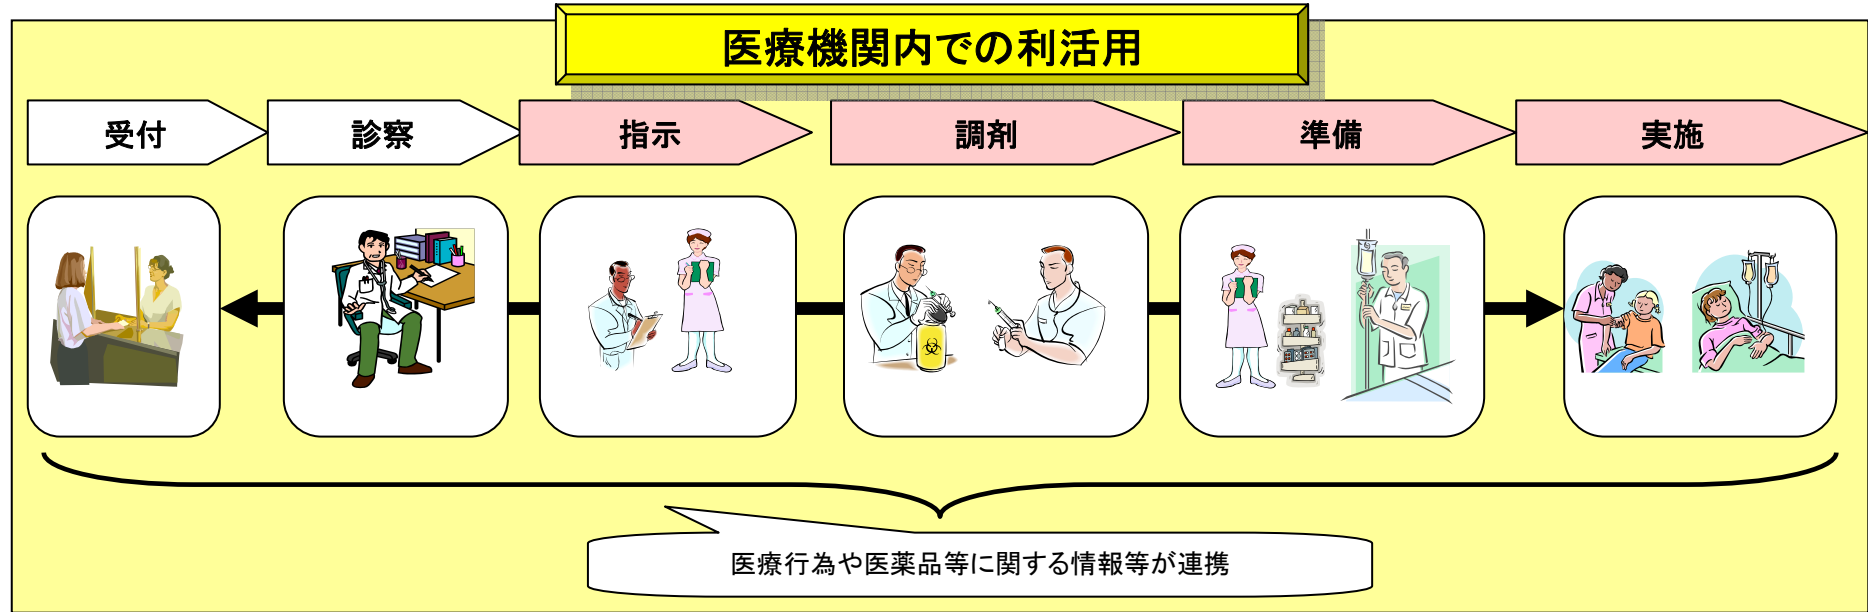 医療機関内での利活用
受付
診察
指示
調剤
準備
実施
医療行為や医薬品等に関する情報等が連携